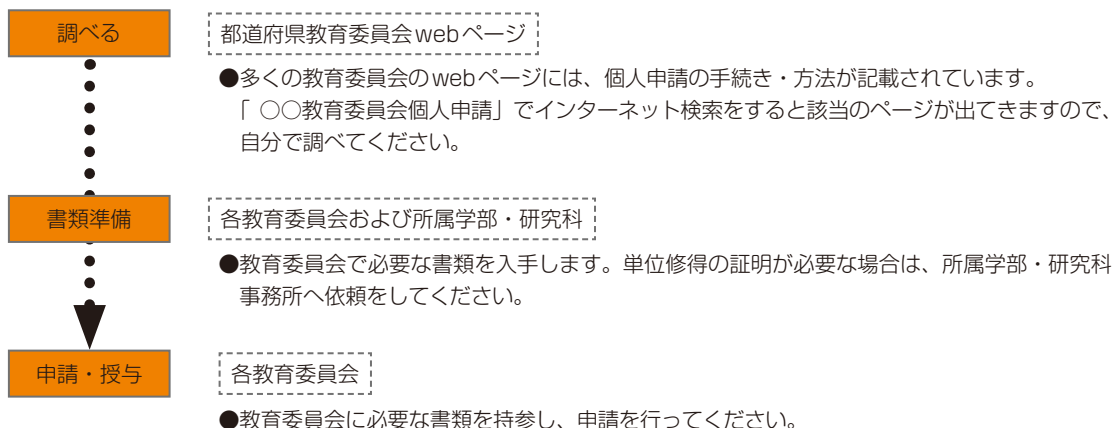 調べる
都道府県教育委員会webページ
●多くの教育委員会のwebページには、個人申請の手続き・方法が記載されています。
「 〇〇教育委員会個人申請」でインターネット検索をすると該当のページが出てきますので、
自分で調べてください。
書類準備
各教育委員会および所属学部・研究科
●教育委員会で必要な書類を入手します。単位修得の証明が必要な場合は、所属学部・研究科
事務所へ依頼をしてください。
申請・授与
各教育委員会
●教育委員会に必要な書類を持参し、申請を行ってください。